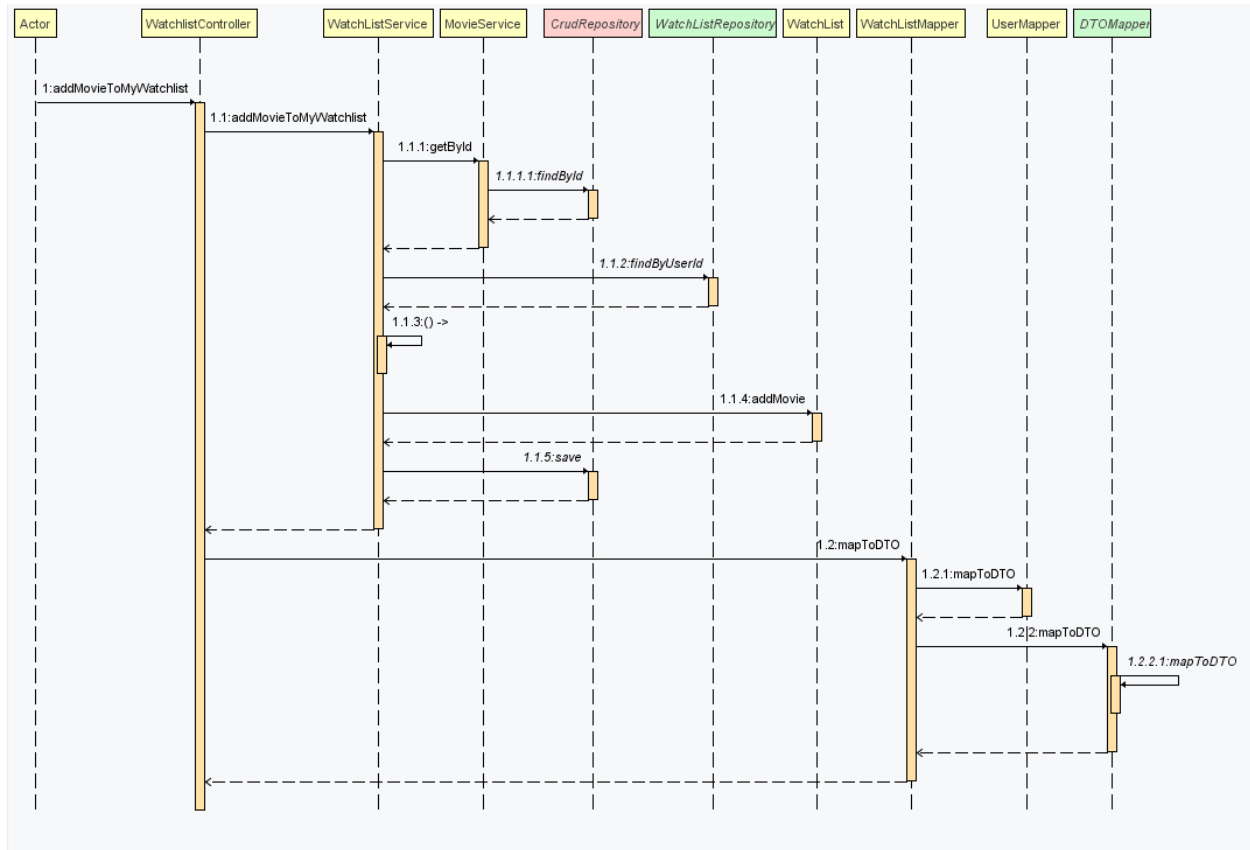 Actor
WatchlistController
WatchListService
MovieService
CrudRepository
WatchListRepository
WatchList
WatchListMapper
UserMapper
DTOMapper
1:addMovieToMyWatchlist
1.1:addMovieToMyWatchlist
1.1.1:getById
1.1.1.1:findById
1.1.2:findByUserId
1.1.3:() ->
1.1.4:addMovie
1.1.5:save
1.2:mapToDTO
1.2.1:mapToDTO
1.2.2:mapToDTO
1.2.2.1:mapToDTO